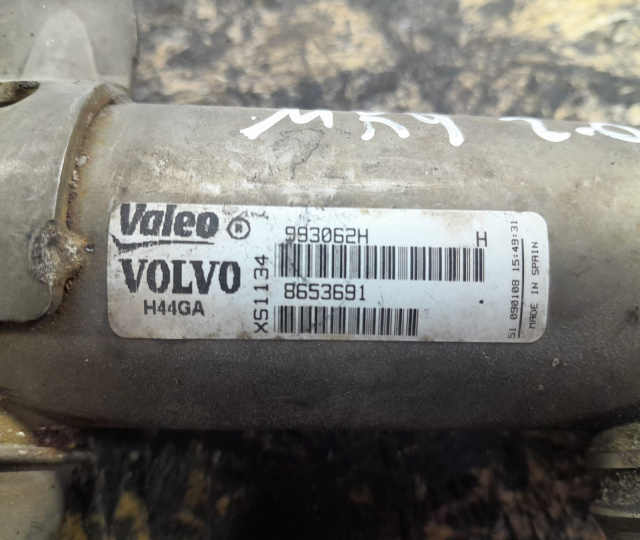 Valeo ®
VOLVO
H44GA
XS1134
993062H H
8653691
51 090108 15:49:31
MADE IN SPAIN